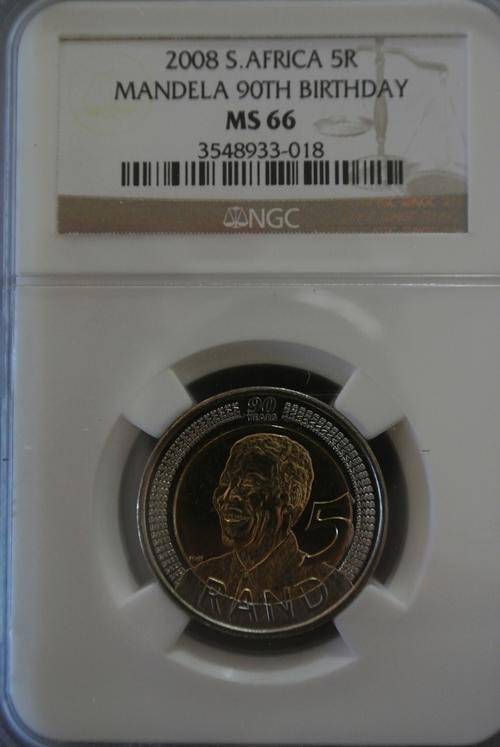 2008 S.AFRICA 5R
MANDELA 90TH BIRTHDAY
MS 66
3548933-018
NGC
90
YEARS
5
RAND